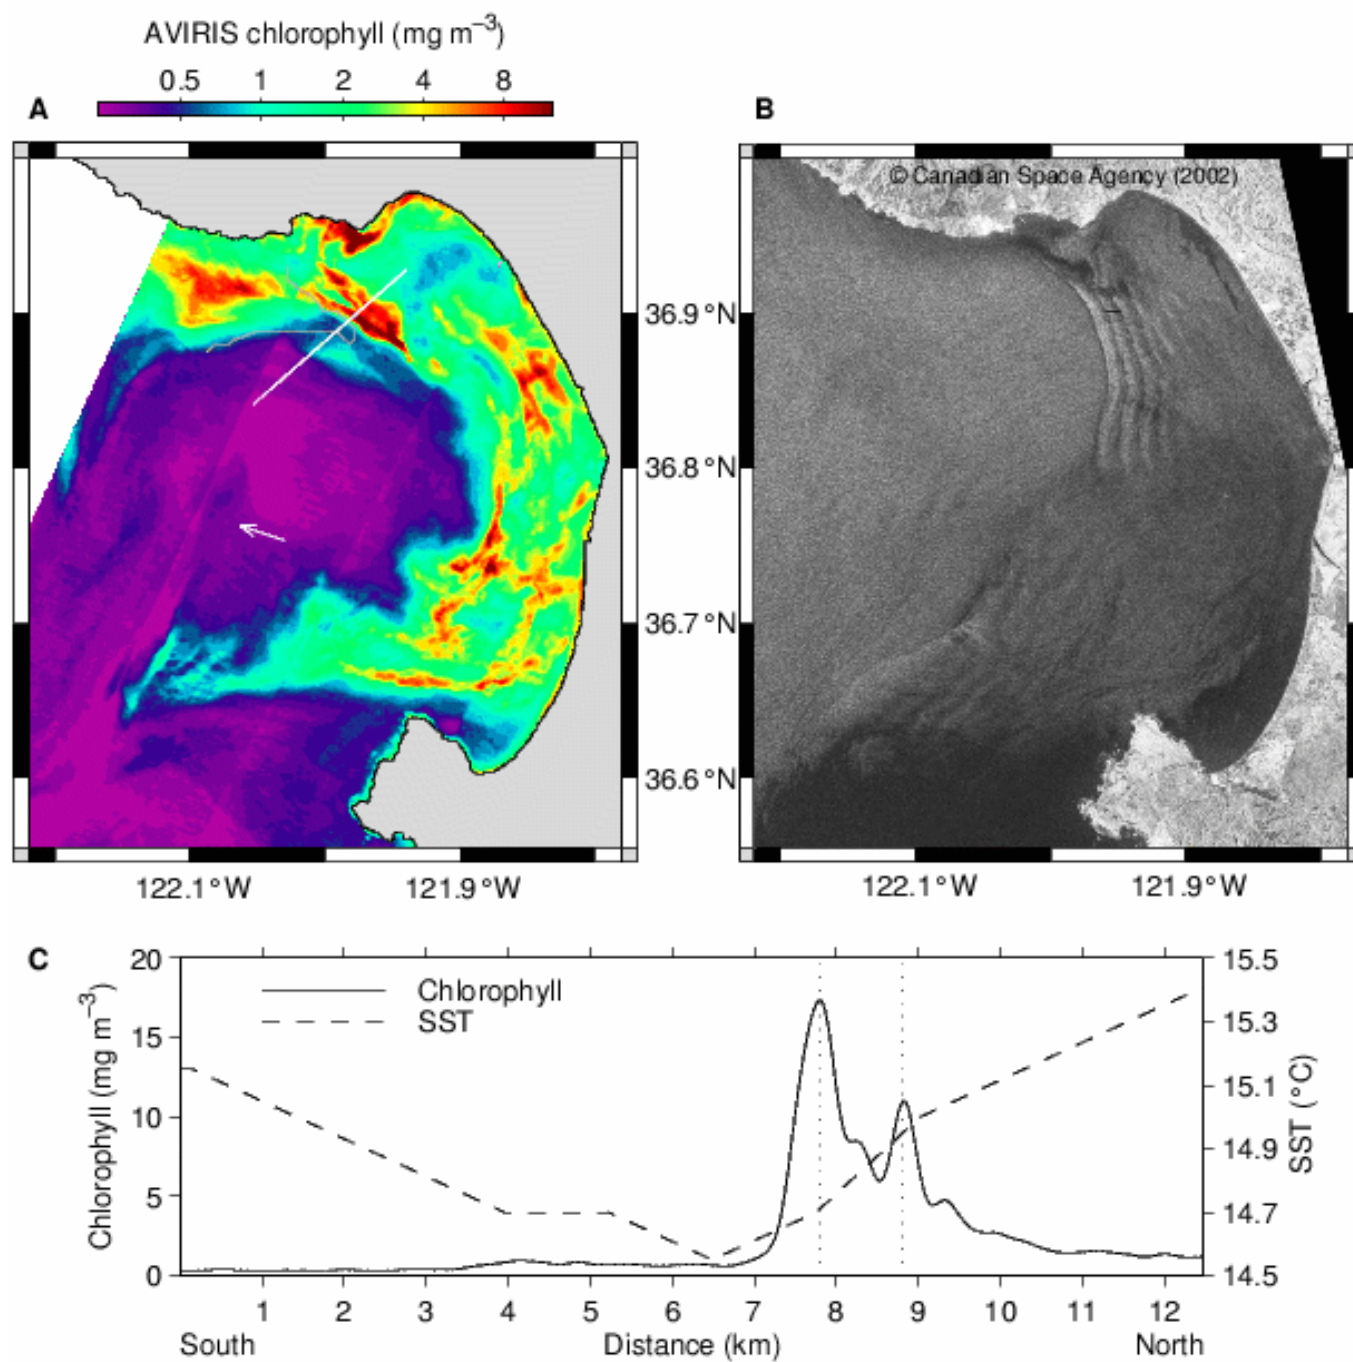 AVIRIS chlorophyll (mg m⁻³)
0.5 1 2 4 8
A
B
© Canadian Space Agency (2002)
36.9°N
36.8°N
36.7°N
36.6°N
122.1°W 121.9°W
122.1°W 121.9°W
C
Chlorophyll (mg m⁻³)
20
15
10
5
0
Chlorophyll
SST
15.5
15.3
15.1
14.9
14.7
14.5
SST (°C)
1 2 3 4 5 6 7 8 9 10 11 12
South Distance (km) North